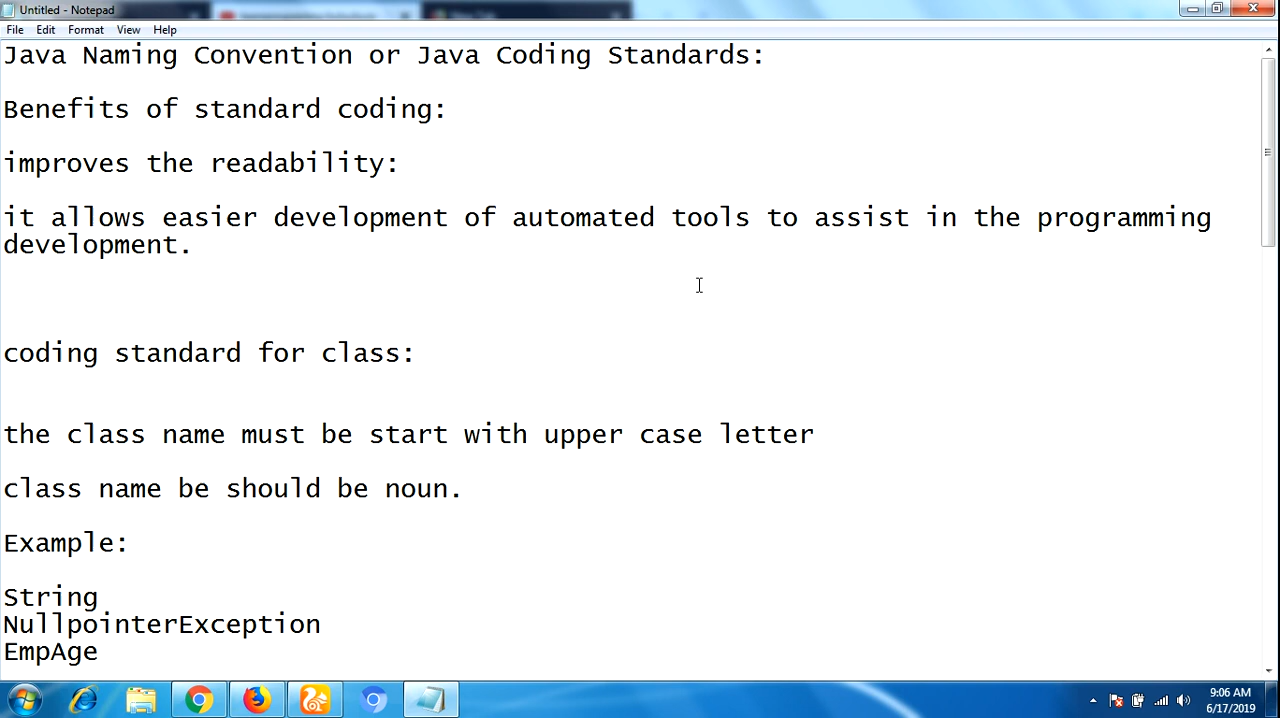 Untitled - Notepad
File Edit Format View Help
Java Naming Convention or Java Coding Standards:
Benefits of standard coding:
improves the readability:
it allows easier development of automated tools to assist in the programming
development.
coding standard for class:
the class name must be start with upper case letter
class name be should be noun.
Example:
String
NullpointerException
EmpAge
9:06 AM
6/17/2019